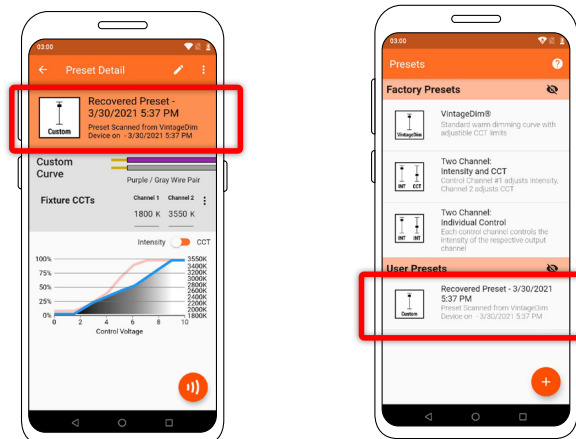 03:00
Preset Detail
Recovered Preset -
3/30/2021 5:37 PM
Preset Scanned from VintageDim
Device on - 3/30/2021 5:37 PM
Custom
Custom
Curve
Purple / Gray Wire Pair
Fixture CCTs
Channel 1 Channel 2
1800 K 3550 K
Intensity CCT
100%
75%
50%
25%
0%
3550K
3400K
3200K
3000K
2800K
2600K
2400K
2200K
2000K
1800K
0 2 4 6 8 10
Control Voltage
03:00
Presets
Factory Presets
VintageDim®
Standard warm dimming curve with
adjustible CCT limits
VintageDim
Two Channel:
Intensity and CCT
Control Channel #1 adjusts intensity,
Channel 2 adjusts CCT
INT CCT
Two Channel:
Individual Control
Each control channel controls the
intensity of the respective output
channel
INT INT
User Presets
Recovered Preset - 3/30/2021
5:37 PM
Preset Scanned from VintageDim
Device on - 3/30/2021 5:37 PM
Custom